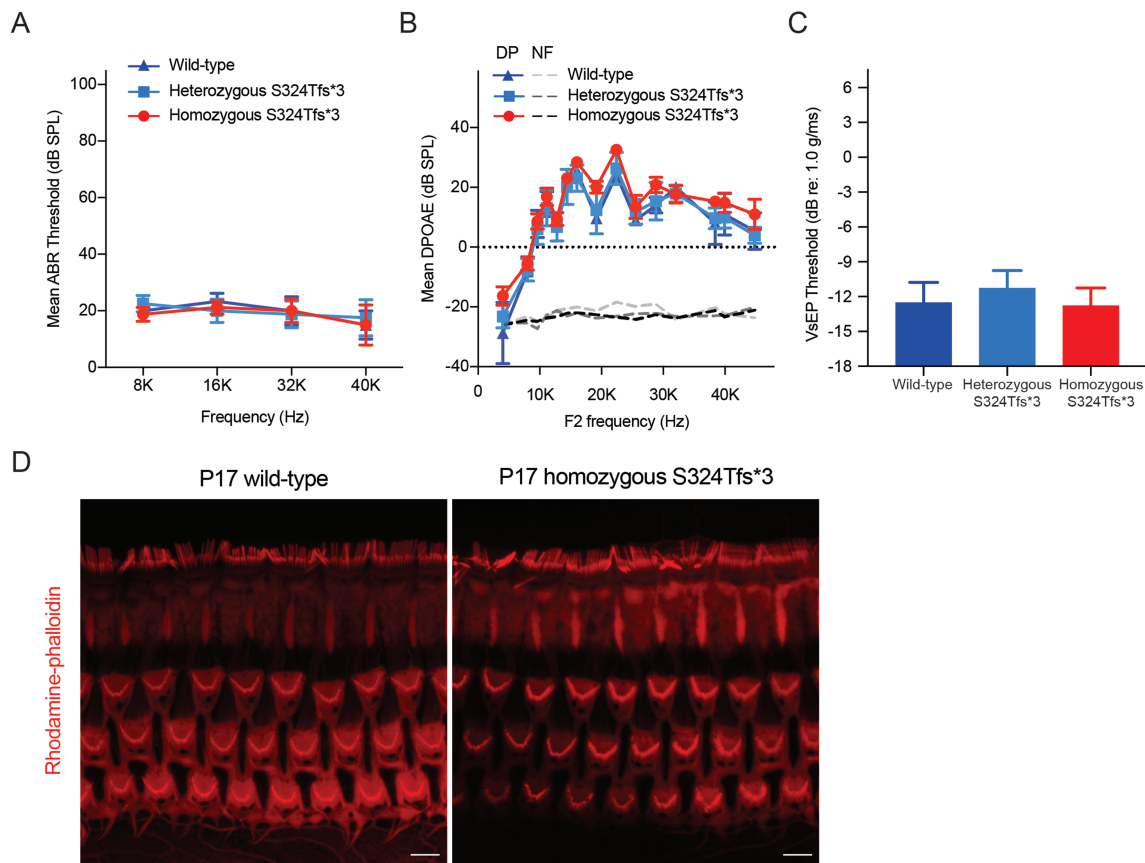 A
Mean ABR Threshold (dB SPL)
100
80
60
40
20
0
Wild-type
Heterozygous S324Tfs*3
Homozygous S324Tfs*3
8K
16K
32K
40K
Frequency (Hz)
B
DP NF
Wild-type
Heterozygous S324Tfs*3
Homozygous S324Tfs*3
Mean DPOAE (dB SPL)
40
20
0
-20
-40
0
10K
20K
30K
40K
F2 frequency (Hz)
C
VsEP Threshold (dB re: 1.0 g/ms)
6
3
0
-3
-6
-9
-12
-15
-18
Wild-type
Heterozygous
S324Tfs*3
Homozygous
S324Tfs*3
D
P17 wild-type
P17 homozygous S324Tfs*3
Rhodamine-phalloidin